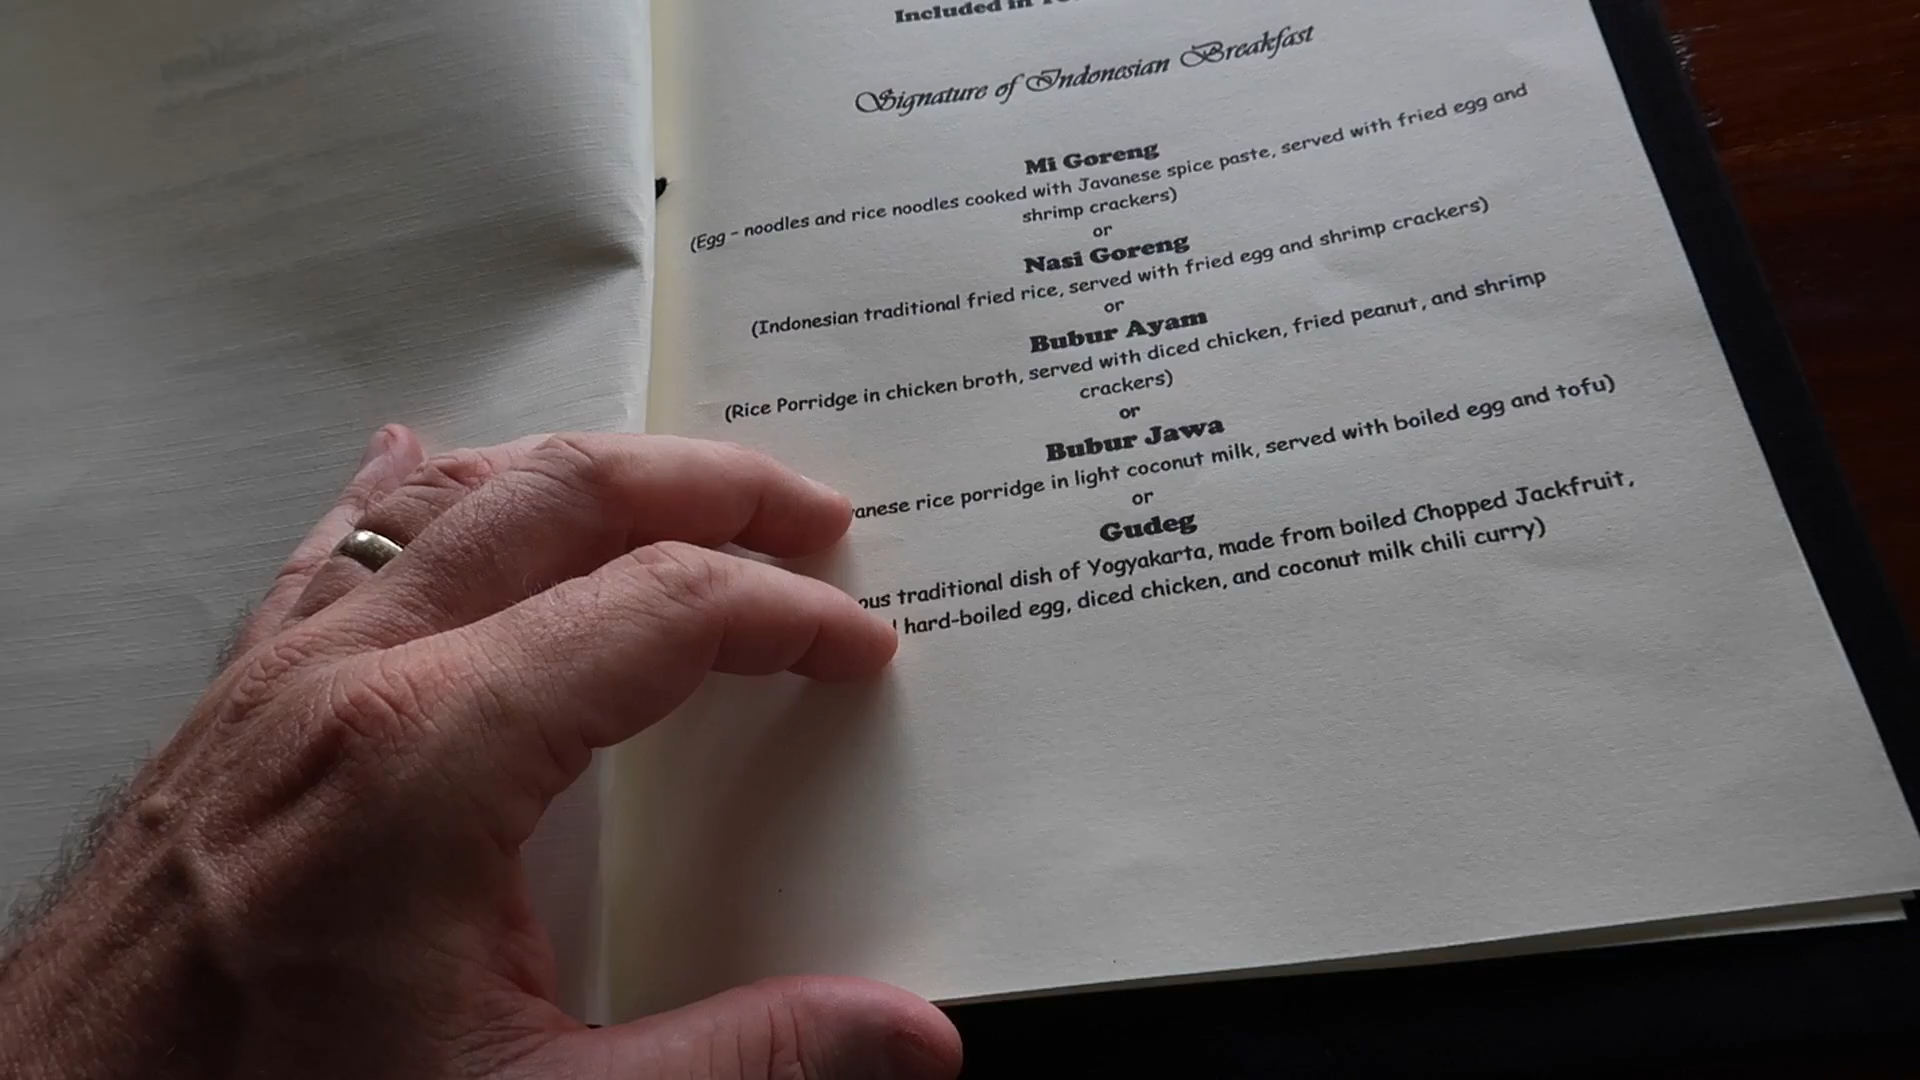 Included in
Signature of Indonesian Breakfast
Mi Goreng
(Egg - noodles and rice noodles cooked with Javanese spice paste, served with fried egg and
shrimp crackers)
or
Nasi Goreng
(Indonesian traditional fried rice, served with fried egg and shrimp crackers)
or
Bubur Ayam
(Rice Porridge in chicken broth, served with diced chicken, fried peanut, and shrimp
crackers)
or
Bubur Jawa
rice porridge in light coconut milk, served with boiled egg and tofu)
or
Gudeg
traditional dish of Yogyakarta, made from boiled Chopped Jackfruit,
hard-boiled egg, diced chicken, and coconut milk chili curry)